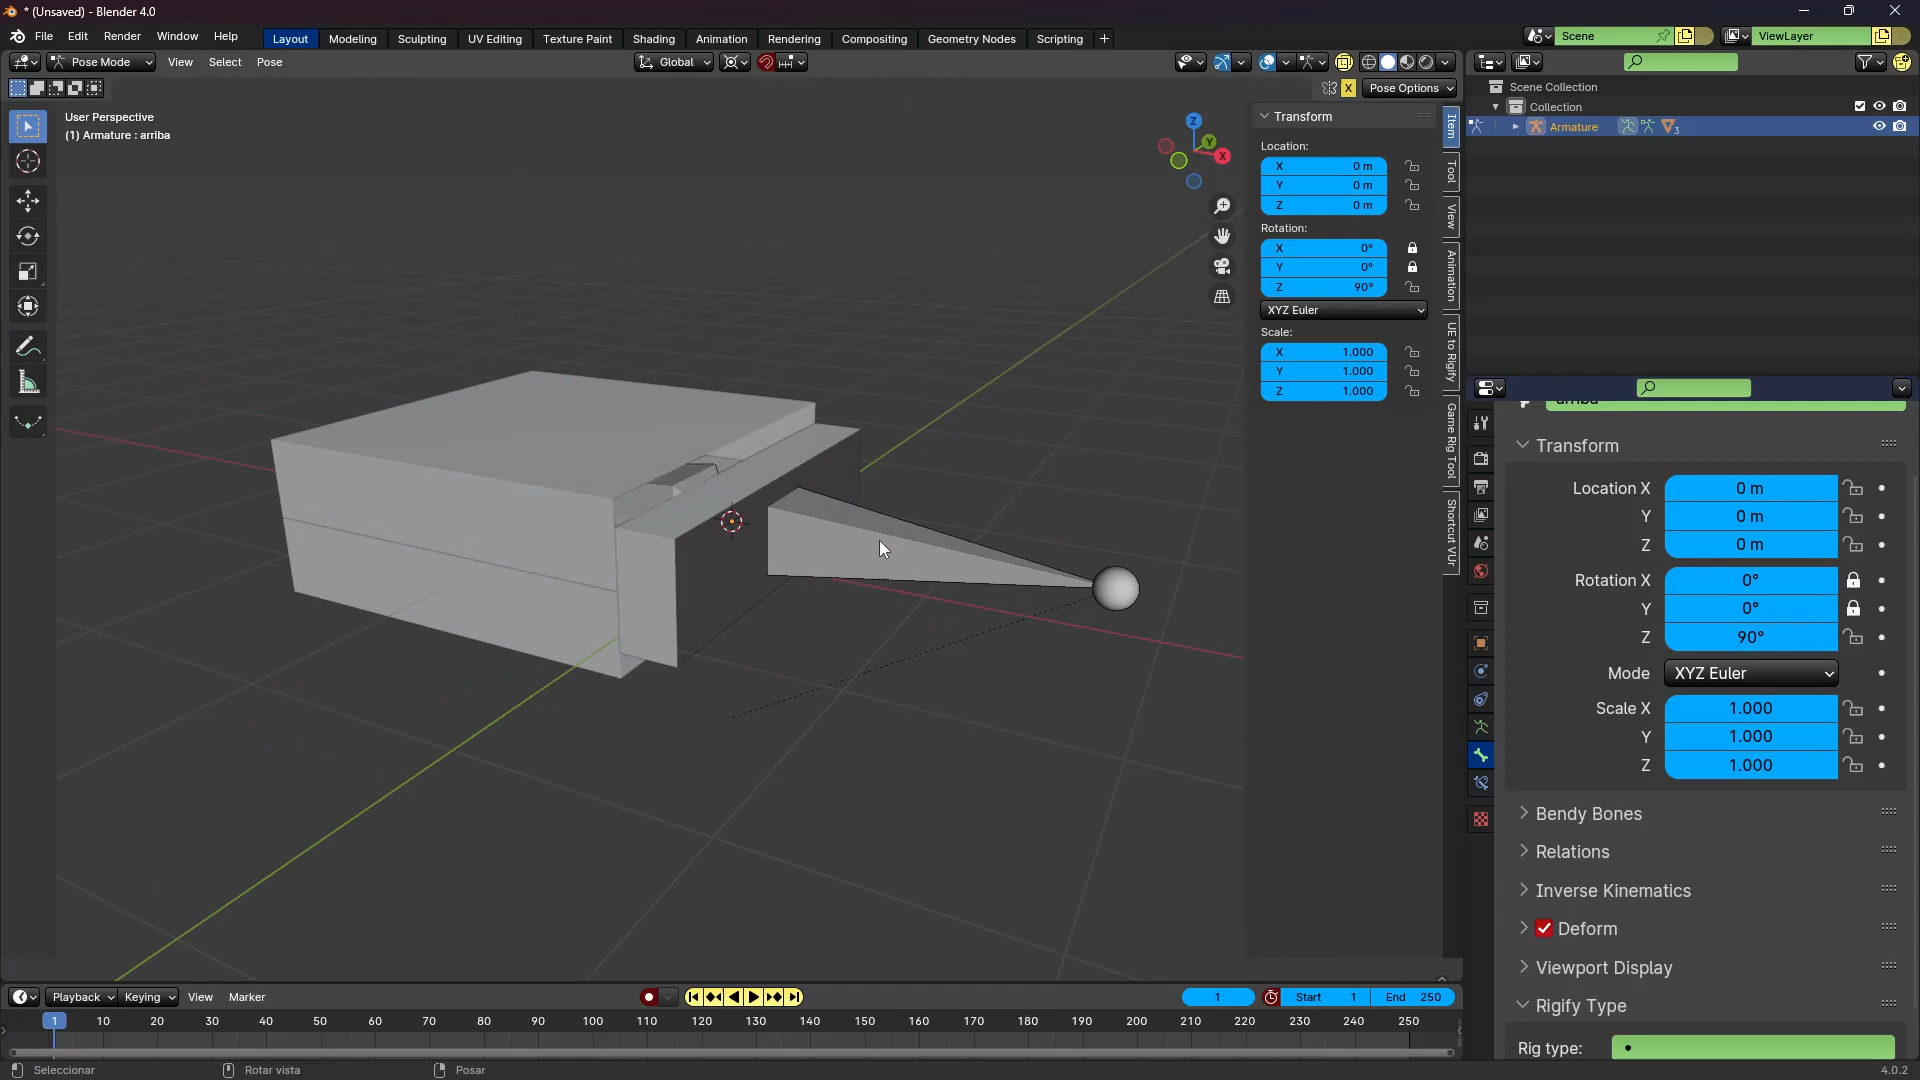 * (Unsaved) - Blender 4.0
File Edit Render Window Help Layout Modeling Sculpting UV Editing Texture Paint Shading Animation Rendering Compositing Geometry Nodes Scripting + Scene ViewLayer
Pose Mode View Select Pose Global
X Pose Options
User Perspective
(1) Armature : arriba
Z
Y
X
Transform
Location:
X 0 m
Y 0 m
Z 0 m
Rotation:
X 0°
Y 0°
Z 90°
XYZ Euler
Scale:
X 1.000
Y 1.000
Z 1.000
Item
Tool
View
Animation
UE to Rigify
Game Rig Tool
Shortcut VUr
Scene Collection
Collection
Armature 3
arriba
Transform
Location X 0 m
Y 0 m
Z 0 m
Rotation X 0°
Y 0°
Z 90°
Mode XYZ Euler
Scale X 1.000
Y 1.000
Z 1.000
Bendy Bones
Relations
Inverse Kinematics
Deform
Viewport Display
Rigify Type
Rig type:
Playback Keying View Marker 1 Start 1 End 250
1 10 20 30 40 50 60 70 80 90 100 110 120 130 140 150 160 170 180 190 200 210 220 230 240 250
Seleccionar Rotar vista Posar 4.0.2